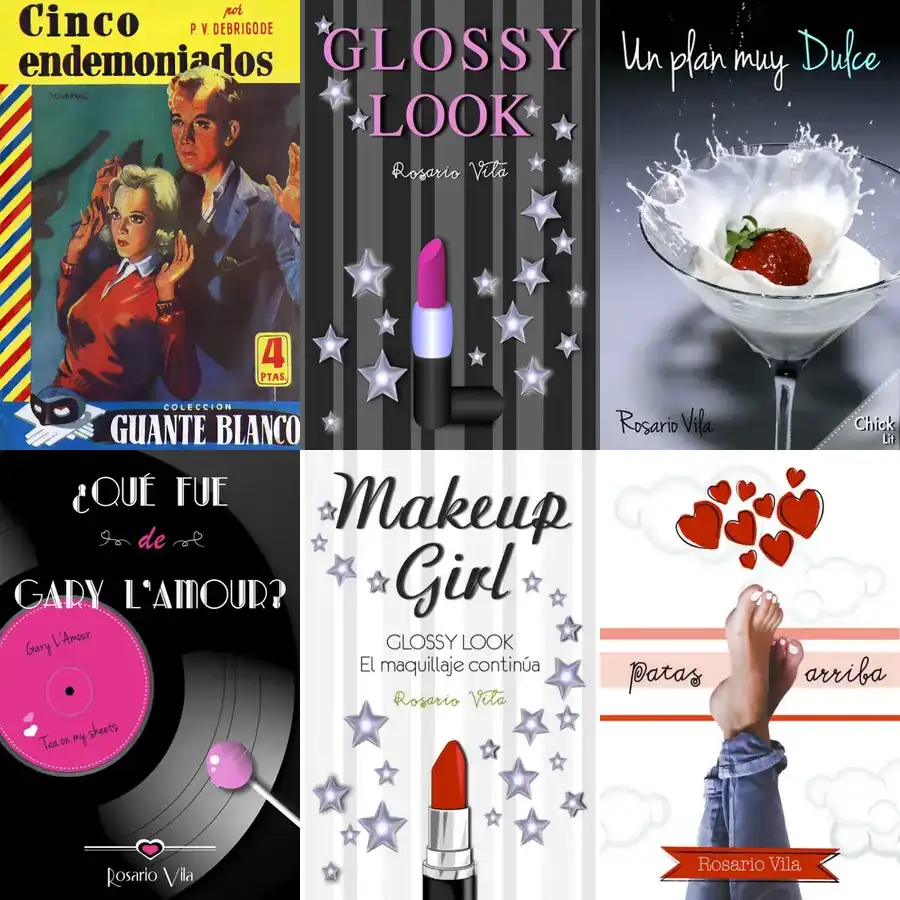 Cinco
por
P. V. DEBRIGODE
endemoniados
4
PTAS.
COLECCION
GUANTE BLANCO
GLOSSY
LOOK
Rosario Vila
Un plan muy Dulce
Rosario Vila
Chick
Lit
¿QUÉ FUE
de
GARY L'AMOUR?
Gary L'Amour
Tea on my sheets
Rosario Vila
Makeup
Girl
GLOSSY LOOK
El maquillaje continúa
Rosario Vila
patas arriba
Rosario Vila